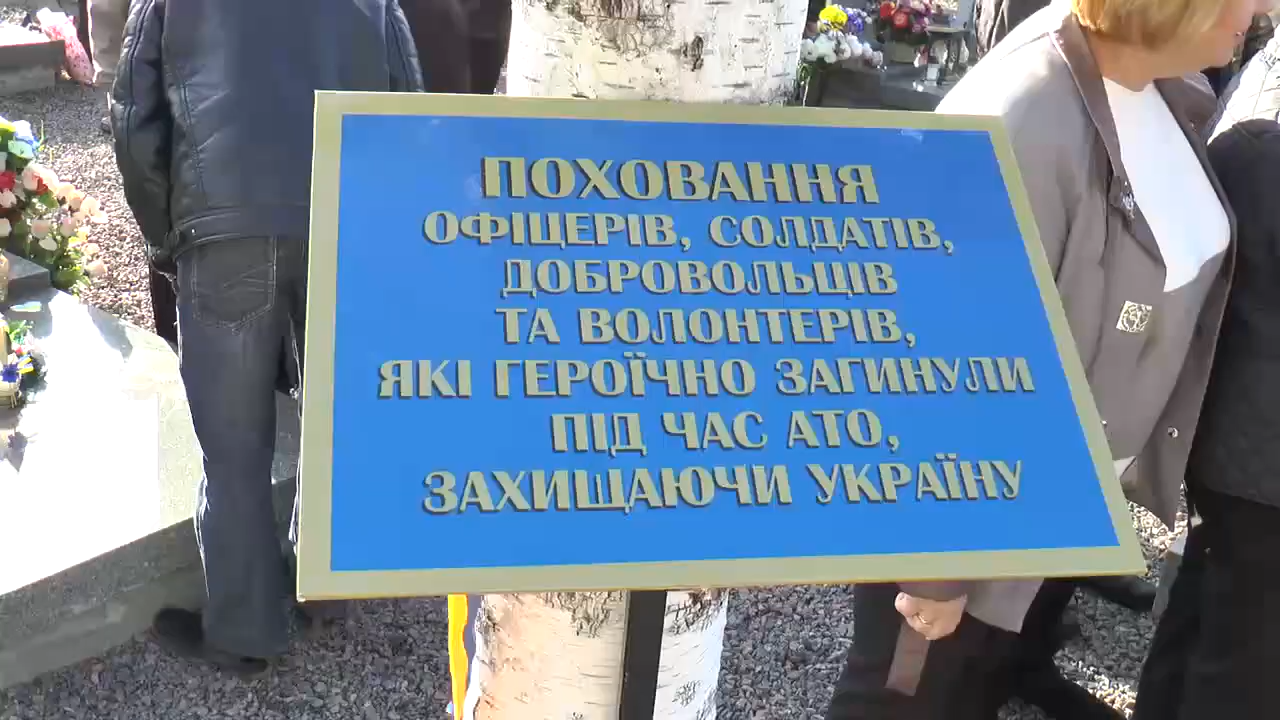 ПОХОВАННЯ
ОФІЦЕРІВ, СОЛДАТІВ,
ДОБРОВОЛЬЦІВ
ТА ВОЛОНТЕРІВ,
ЯКІ ГЕРОЇЧНО ЗАГИНУЛИ
ПІД ЧАС АТО,
ЗАХИЩАЮЧИ УКРАЇНУ